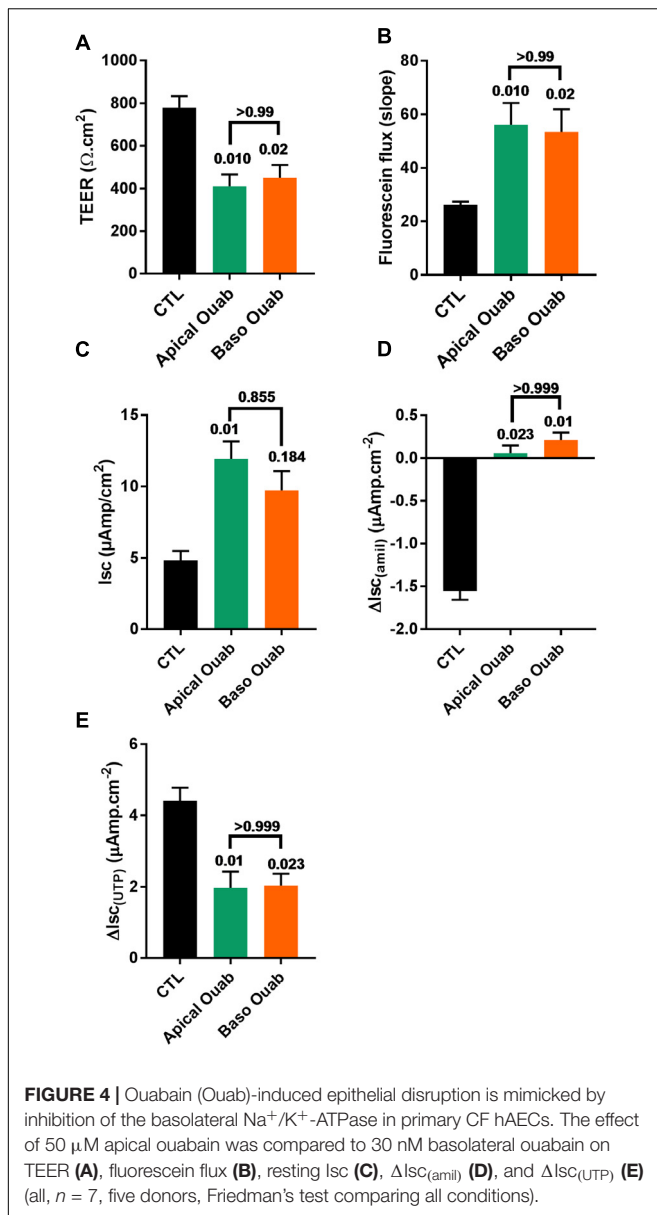 A
TEER (Ω.cm²)
1000
800
600
400
200
0
>0.99
0.010
0.02
CTL
Apical Ouab
Baso Ouab
B
Fluorescein flux (slope)
80
60
40
20
0
>0.99
0.010
0.02
CTL
Apical Ouab
Baso Ouab
C
Isc (µAmp/cm²)
15
10
5
0
0.855
0.01
0.184
CTL
Apical Ouab
Baso Ouab
D
ΔIsc(amil) (µAmp.cm⁻²)
0.5
0.0
-0.5
-1.0
-1.5
-2.0
>0.999
0.023
0.01
CTL
Apical Ouab
Baso Ouab
E
ΔIsc(UTP) (µAmp.cm⁻²)
6
4
2
0
>0.999
0.01
0.023
CTL
Apical Ouab
Baso Ouab
FIGURE 4 | Ouabain (Ouab)-induced epithelial disruption is mimicked by
inhibition of the basolateral Na⁺/K⁺-ATPase in primary CF hAECs. The effect
of 50 µM apical ouabain was compared to 30 nM basolateral ouabain on
TEER (A), fluorescein flux (B), resting Isc (C), ΔIsc(amil) (D), and ΔIsc(UTP) (E)
(all, n = 7, five donors, Friedman's test comparing all conditions).